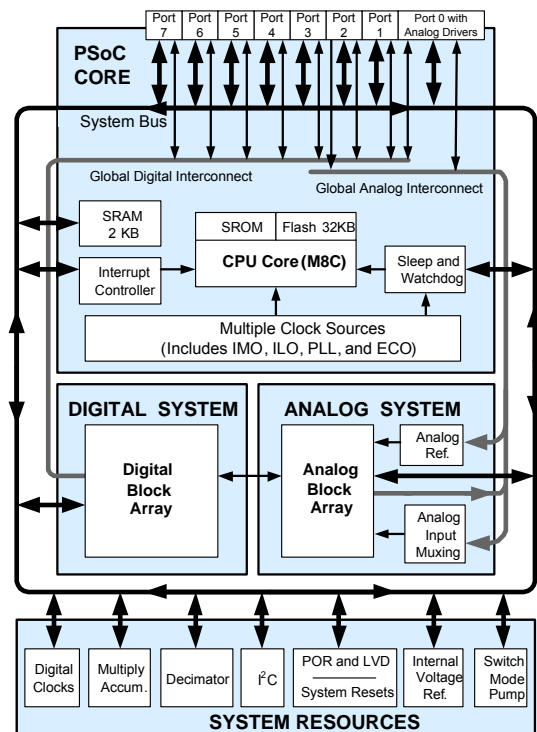 Port 7
Port 6
Port 5
Port 4
Port 3
Port 2
Port 1
Port 0 with
Analog Drivers
PSoC
CORE
System Bus
Global Digital Interconnect
Global Analog Interconnect
SRAM
2 KB
SROM
Flash 32KB
CPU Core (M8C)
Interrupt
Controller
Sleep and
Watchdog
Multiple Clock Sources
(Includes IMO, ILO, PLL, and ECO)
DIGITAL SYSTEM
Digital
Block
Array
ANALOG SYSTEM
Analog
Block
Array
Analog
Ref.
Analog
Input
Muxing
Digital
Clocks
Multiply
Accum.
Decimator
I²C
POR and LVD
System Resets
Internal
Voltage
Ref.
Switch
Mode
Pump
SYSTEM RESOURCES